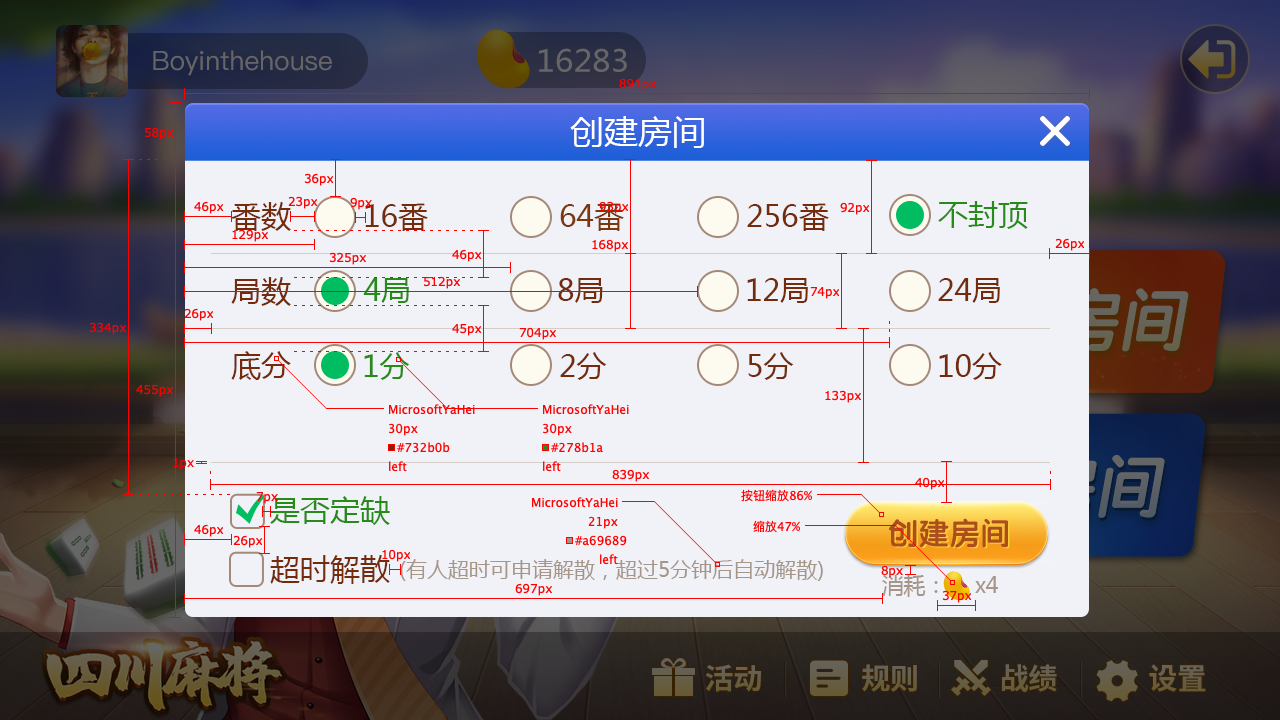 Boyinthehouse
16283
891px
58px
创建房间
36px
46px
23px
9px
番数
16番
64番
93px
256番
92px
不封顶
129px
168px
26px
46px
325px
局数
4局
512px
8局
12局
74px
24局
26px
334px
45px
704px
房间
底分
1分
2分
5分
10分
455px
133px
MicrosoftYaHei
30px
#732b0b
left
MicrosoftYaHei
30px
#278b1a
left
1px
839px
40px
房间
7px
是否定缺
MicrosoftYaHei
21px
#a69689
left
按钮缩放86%
缩放47%
创建房间
46px
26px
10px
超时解散
(有人超时可申请解散，超过5分钟后自动解散)
8px
消耗：
x4
697px
37px
四川麻将
活动
规则
战绩
设置